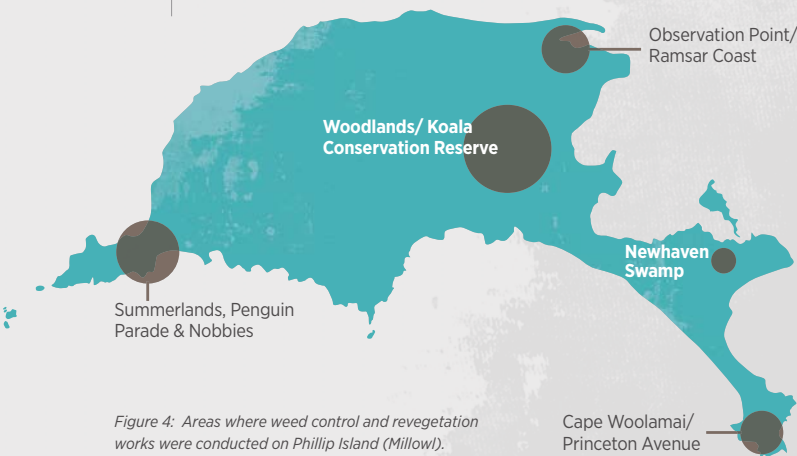 Observation Point/
Ramsar Coast
Woodlands/ Koala
Conservation Reserve
Newhaven
Swamp
Summerlands, Penguin
Parade & Nobbies
Cape Woolamai/
Princeton Avenue
Figure 4: Areas where weed control and revegetation
works were conducted on Phillip Island (Millowl).